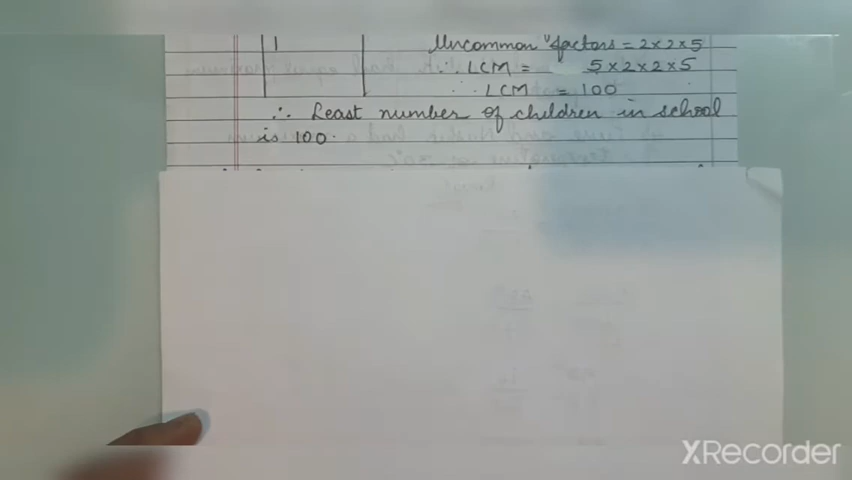 1 Uncommon factors = 2×2×5
∴ LCM = 5×2×2×5
∴ LCM = 100
∴ Least number of children in school
is 100.
XRecorder